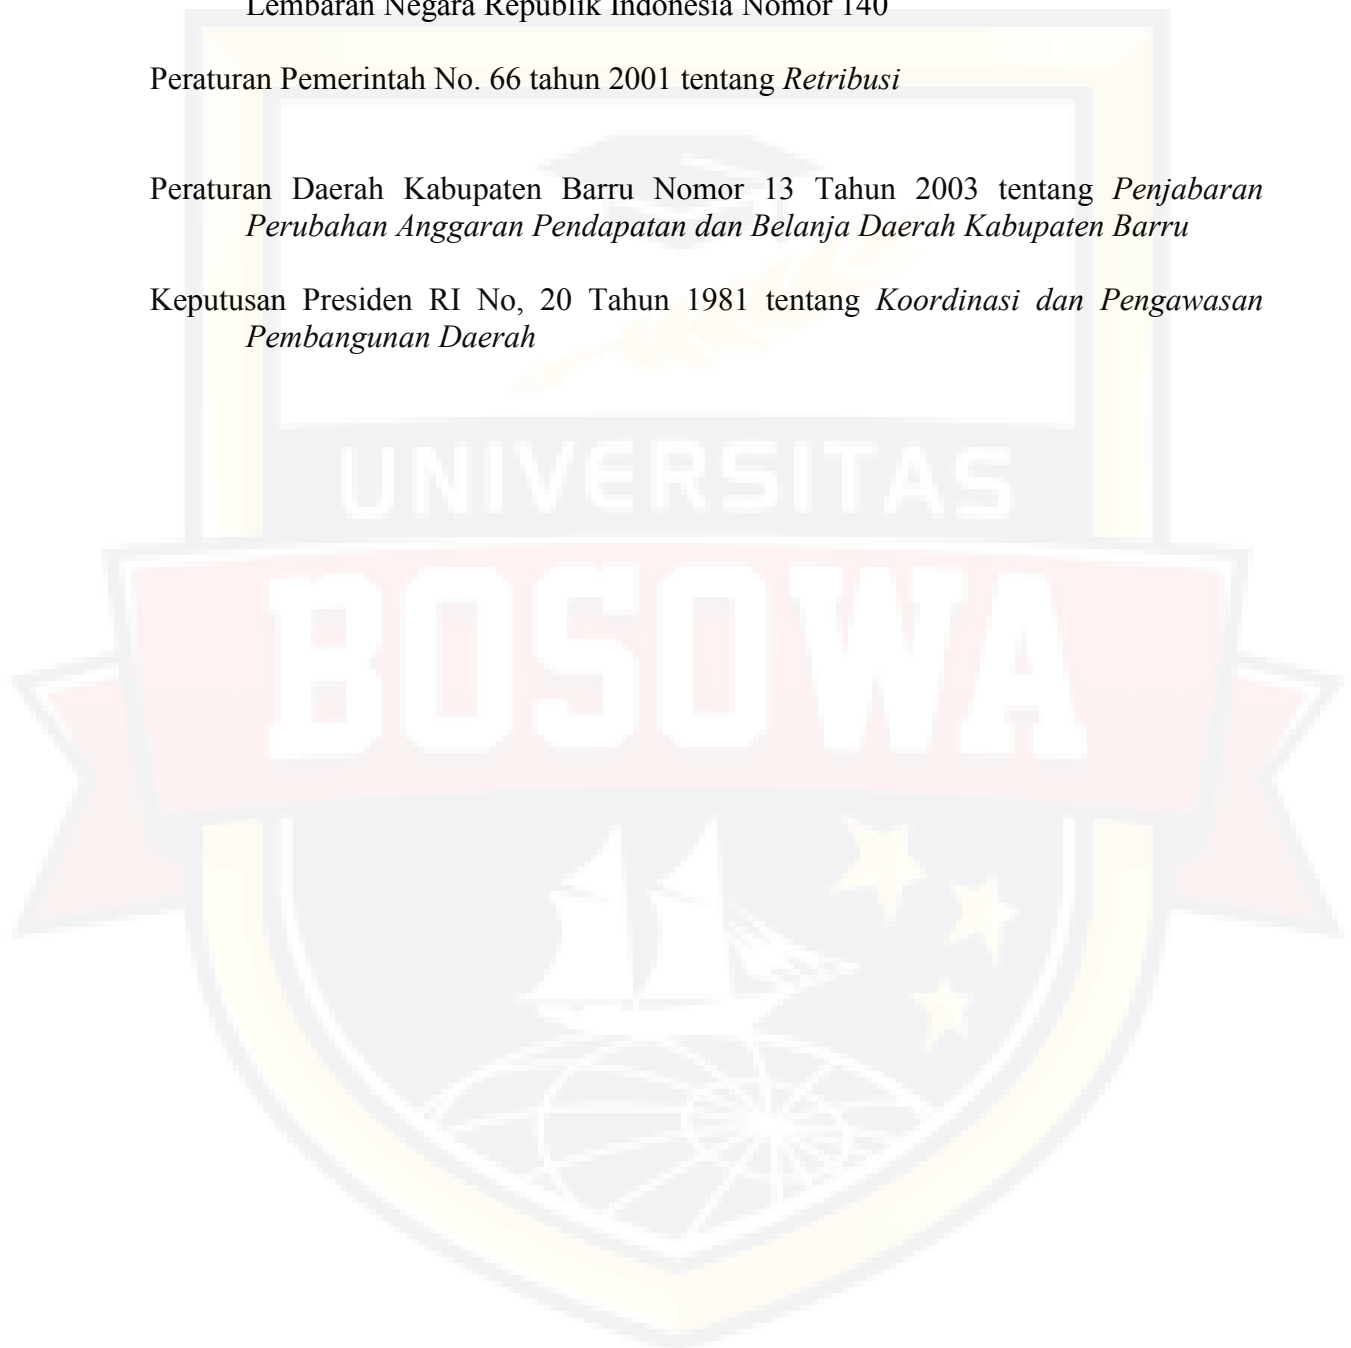 Lembaran Negara Republik Indonesia Nomor 140
Peraturan Pemerintah No. 66 tahun 2001 tentang Retribusi
Peraturan Daerah Kabupaten Barru Nomor 13 Tahun 2003 tentang Penjabaran
Perubahan Anggaran Pendapatan dan Belanja Daerah Kabupaten Barru
Keputusan Presiden RI No, 20 Tahun 1981 tentang Koordinasi dan Pengawasan
Pembangunan Daerah
UNIVERSITAS
BOSOWA